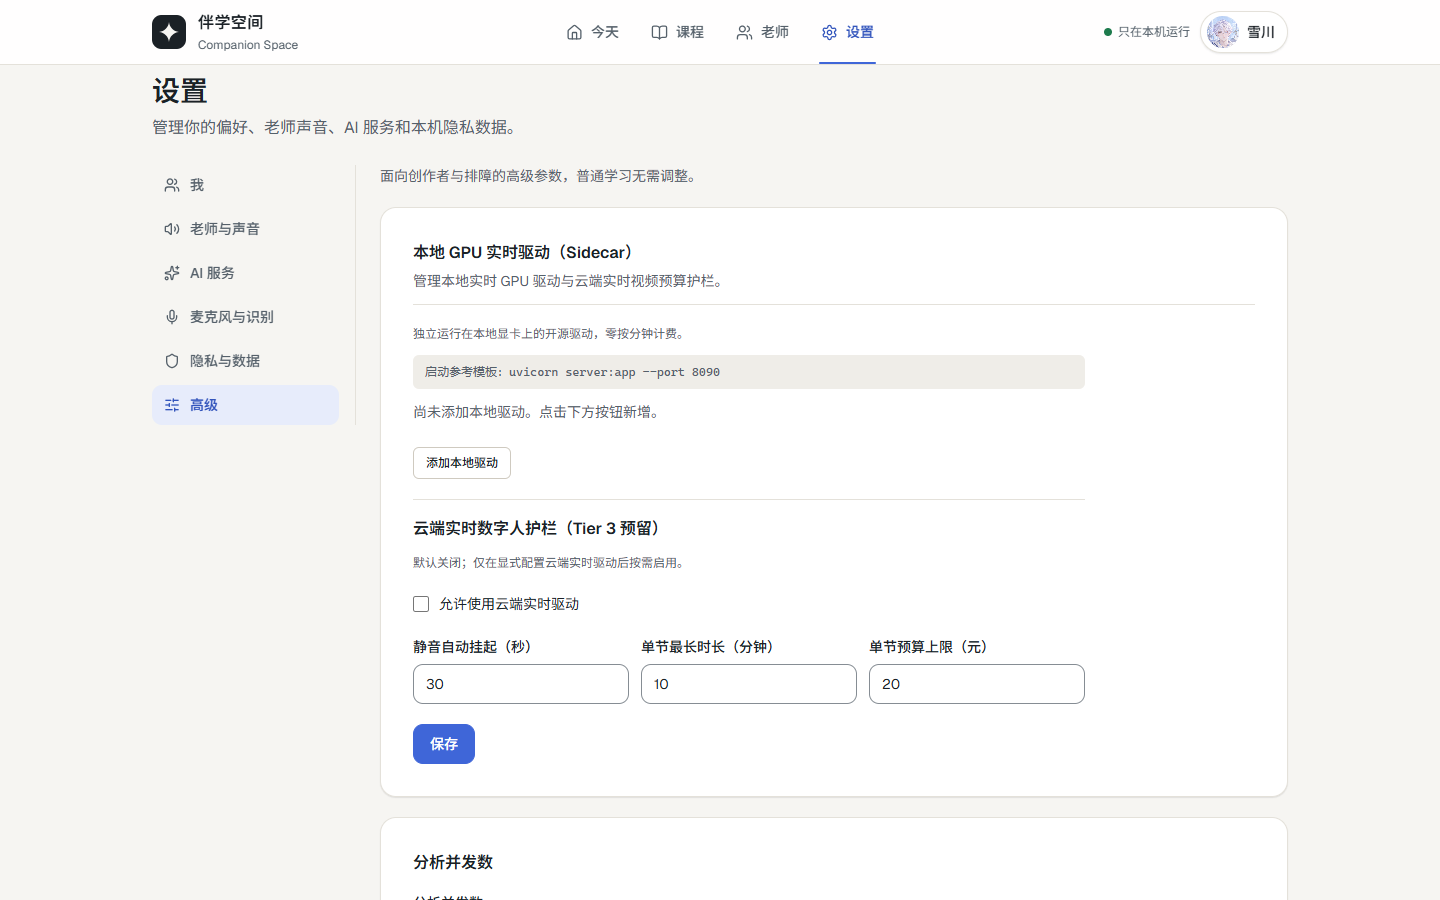 伴学空间
Companion Space
今天
课程
老师
设置
只在本机运行
雪川
设置
管理你的偏好、老师声音、AI 服务和本机隐私数据。
我
老师与声音
AI 服务
麦克风与识别
隐私与数据
高级
面向创作者与排障的高级参数，普通学习无需调整。
本地 GPU 实时驱动（Sidecar）
管理本地实时 GPU 驱动与云端实时视频预算护栏。
独立运行在本地显卡上的开源驱动，零按分钟计费。
启动参考模板: uvicorn server:app --port 8090
尚未添加本地驱动。点击下方按钮新增。
添加本地驱动
云端实时数字人护栏（Tier 3 预留）
默认关闭；仅在显式配置云端实时驱动后按需启用。
允许使用云端实时驱动
静音自动挂起（秒）
单节最长时长（分钟）
单节预算上限（元）
30
10
20
保存
分析并发数
分析并发数